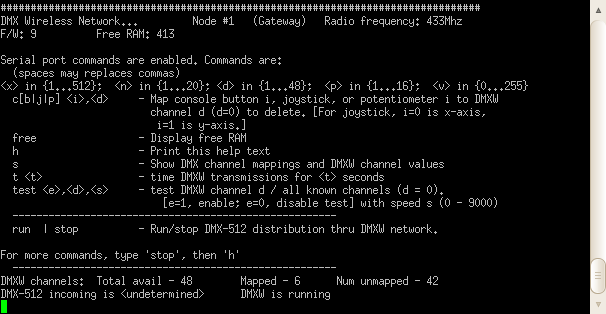 ################################################################################
DMX Wireless Network...         Node #1   (Gateway)   Radio frequency: 433Mhz
F/W: 9          Free RAM: 413
Serial port commands are enabled. Commands are:
  (spaces may replaces commas)
<x> in {1...512};  <n> in {1...20}; <d> in {1...48};  <p> in {1...16};  <v> in {0...255}
  c[b|j|p] <i>,<d>     - Map console button i, joystick, or potentiometer i to DMXW
                         channel d (d=0) to delete. [For joystick, i=0 is x-axis,
                          i=1 is y-axis.]
  free                 - Display free RAM
  h                    - Print this help text
  s                    - Show DMX channel mappings and DMXW channel values
  t <t>                - time DMXW transmissions for <t> seconds
  test <e>,<d>,<s>     - test DMXW channel d / all known channels (d = 0).
                           [e=1, enable; e=0, disable test] with speed s (0 - 9000)
  ------------------------------------------------------
  run  | stop          - Run/stop DMX-512 distribution thru DMXW network.
For more commands, type 'stop', then 'h'
  ------------------------------------------------------
DMXW channels:  Total avail - 48        Mapped - 6      Num unmapped - 42
DMX-512 incoming is <undetermined>      DMXW is running